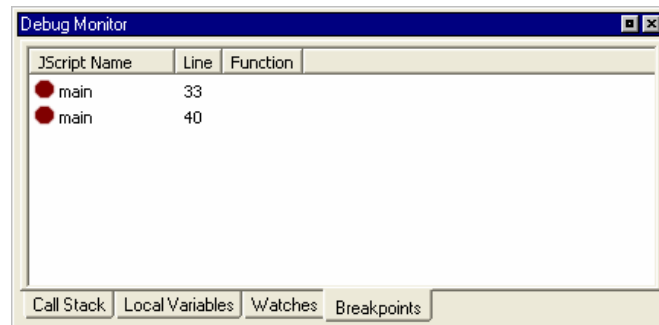 Debug Monitor
JScript Name Line Function
main 33
main 40
Call Stack Local Variables Watches Breakpoints